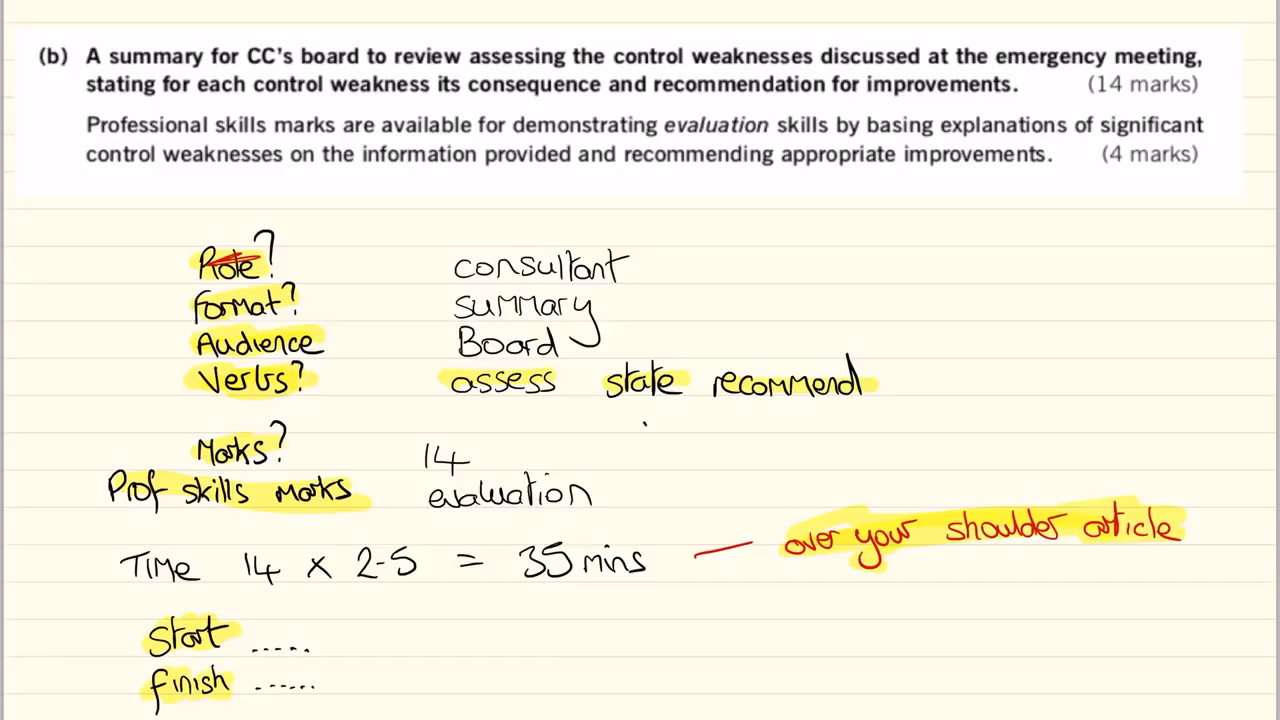 (b) A summary for CC's board to review assessing the control weaknesses discussed at the emergency meeting,
stating for each control weakness its consequence and recommendation for improvements. (14 marks)
Professional skills marks are available for demonstrating evaluation skills by basing explanations of significant
control weaknesses on the information provided and recommending appropriate improvements. (4 marks)
Role? consultant
Format? summary
Audience Board
Verbs? assess state recommend
Marks? 14
Prof skills marks evaluation
Time 14 x 2.5 = 35 mins — over your shoulder article
Start .....
finish ......